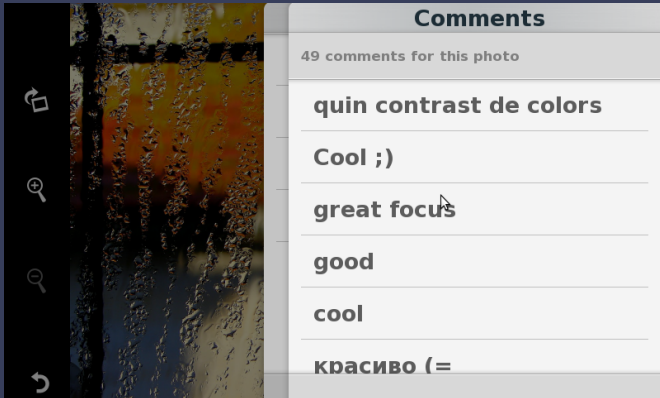 Comments
49 comments for this photo
quin contrast de colors
Cool ;)
great focus
good
cool
красиво (=